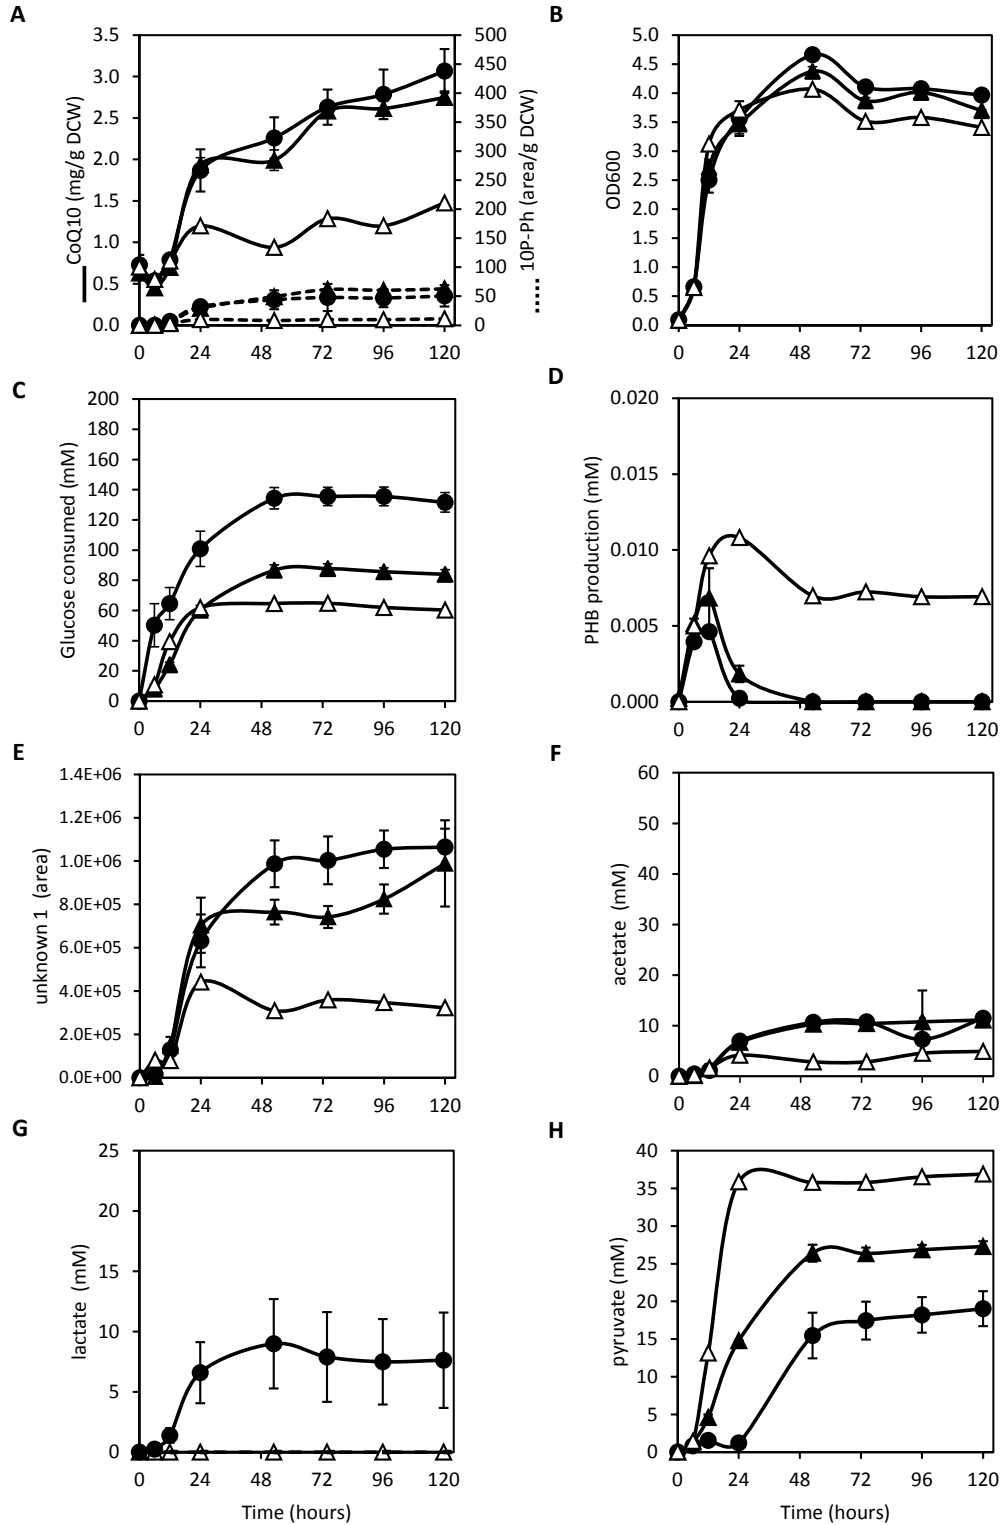 A
CoQ10 (mg/g DCW)
3.5
3.0
2.5
2.0
1.5
1.0
0.5
0.0
500
450
400
350
300
250
200
150
100
50
0
10P-Ph (area/g DCW)
0 24 48 72 96 120
B
OD600
5.0
4.5
4.0
3.5
3.0
2.5
2.0
1.5
1.0
0.5
0.0
0 24 48 72 96 120
C
Glucose consumed (mM)
200
180
160
140
120
100
80
60
40
20
0
0 24 48 72 96 120
D
PHB production (mM)
0.020
0.015
0.010
0.005
0.000
0 24 48 72 96 120
E
unknown 1 (area)
1.4E+06
1.2E+06
1.0E+06
8.0E+05
6.0E+05
4.0E+05
2.0E+05
0.0E+00
0 24 48 72 96 120
F
acetate (mM)
60
50
40
30
20
10
0
0 24 48 72 96 120
G
lactate (mM)
25
20
15
10
5
0
0 24 48 72 96 120
Time (hours)
H
pyruvate (mM)
40
35
30
25
20
15
10
5
0
0 24 48 72 96 120
Time (hours)